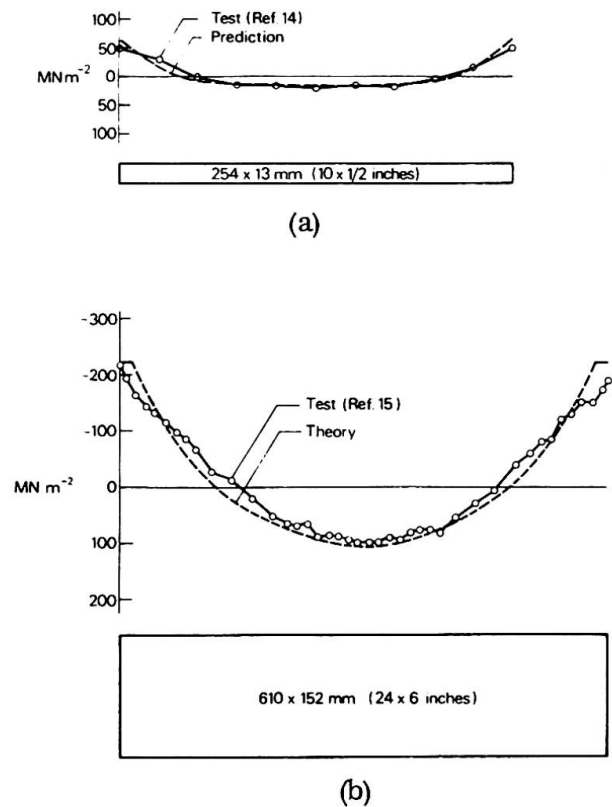 100
Test (Ref. 14)
50
Prediction
MNm⁻²
0
50
100
254 x 13 mm (10 x 1/2 inches)
(a)
-300
-200
Test (Ref. 15)
-100
Theory
MN m⁻²
0
100
200
610 x 152 mm (24 x 6 inches)
(b)